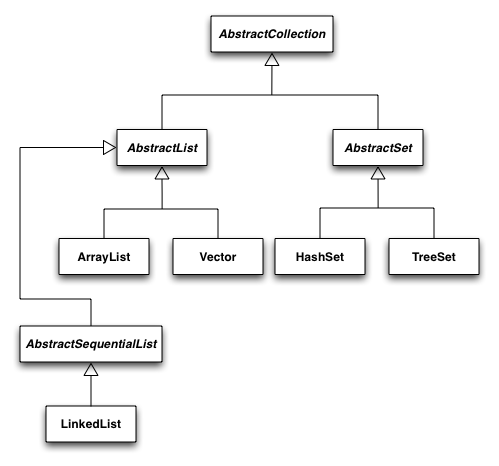 AbstractCollection
AbstractList
AbstractSet
ArrayList
Vector
HashSet
TreeSet
AbstractSequentialList
LinkedList